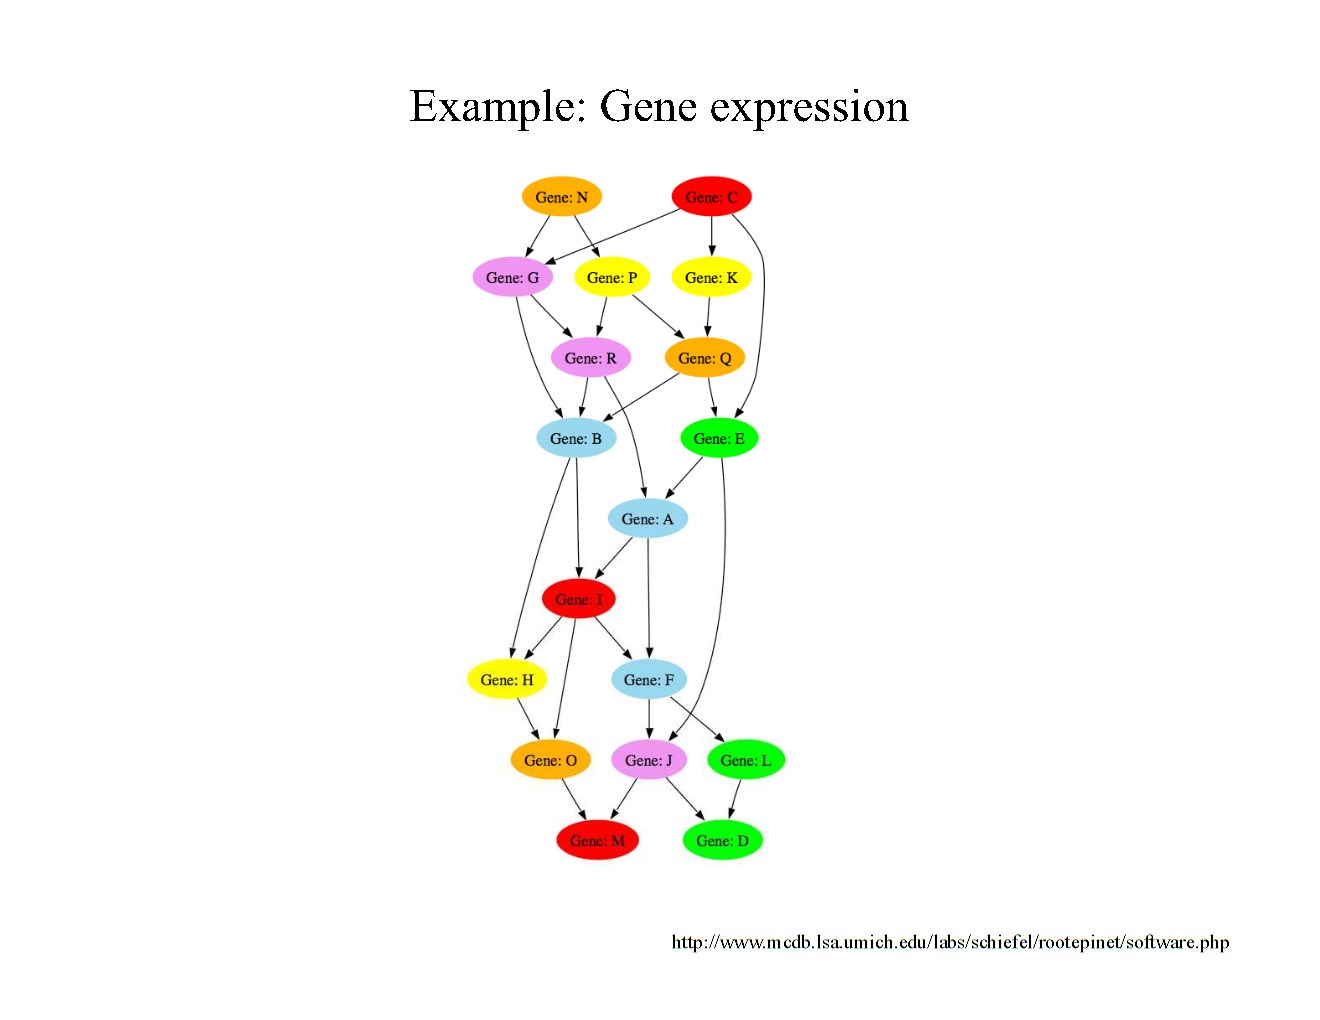 Example: Gene expression
Gene: N
Gene: C
Gene: G
Gene: P
Gene: K
Gene: R
Gene: Q
Gene: B
Gene: E
Gene: A
Gene: I
Gene: H
Gene: F
Gene: O
Gene: J
Gene: L
Gene: M
Gene: D
http://www.mcdb.lsa.umich.edu/labs/schiefel/rootepinet/software.php